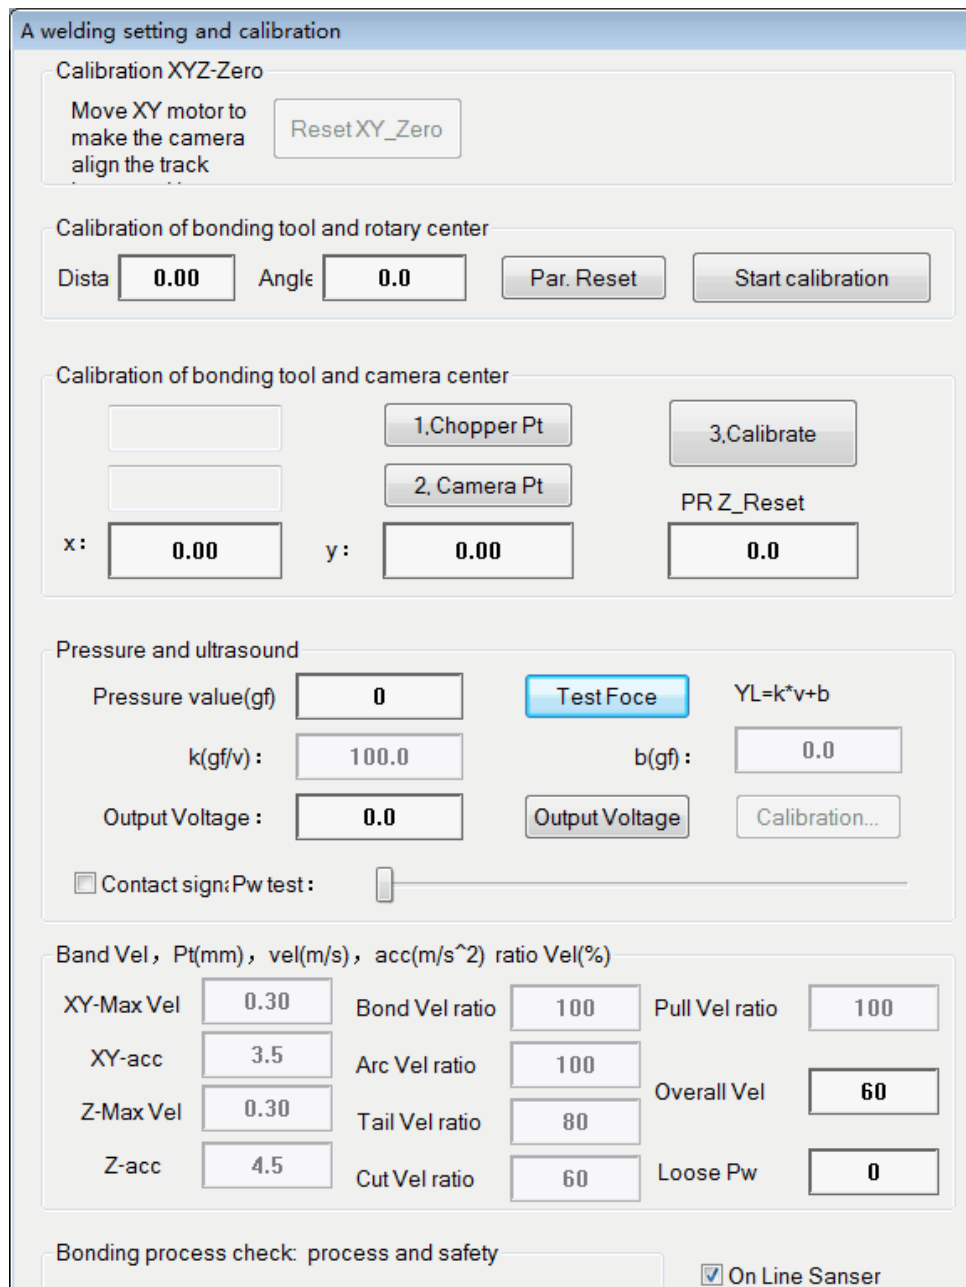 A welding setting and calibration
Calibration XYZ-Zero
Move XY motor to
make the camera
align the track
Reset XY_Zero
Calibration of bonding tool and rotary center
Dista 0.00 Angle 0.0 Par. Reset Start calibration
Calibration of bonding tool and camera center
1,Chopper Pt
3,Calibrate
2, Camera Pt
PR Z_Reset
x: 0.00 y: 0.00 0.0
Pressure and ultrasound
Pressure value(gf) 0 Test Foce YL=k*v+b
k(gf/v): 100.0 b(gf): 0.0
Output Voltage: 0.0 Output Voltage Calibration...
Contact signa Pw test:
Band Vel, Pt(mm), vel(m/s), acc(m/s^2) ratio Vel(%)
XY-Max Vel 0.30 Bond Vel ratio 100 Pull Vel ratio 100
XY-acc 3.5 Arc Vel ratio 100
Overall Vel 60
Z-Max Vel 0.30 Tail Vel ratio 80
Z-acc 4.5 Cut Vel ratio 60 Loose Pw 0
Bonding process check: process and safety
On Line Sanser